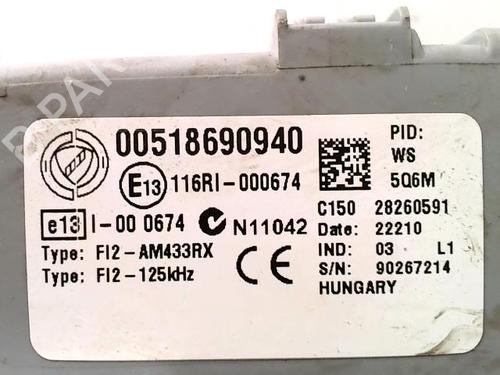 00518690940
PID:
WS
5Q6M
E13 116RI-000674
e13 I-00 0674 N11042
C150 28260591
Date: 22210
Type: FI2-AM433RX
IND: 03 L1
Type: FI2-125kHz
CE
S/N: 90267214
HUNGARY